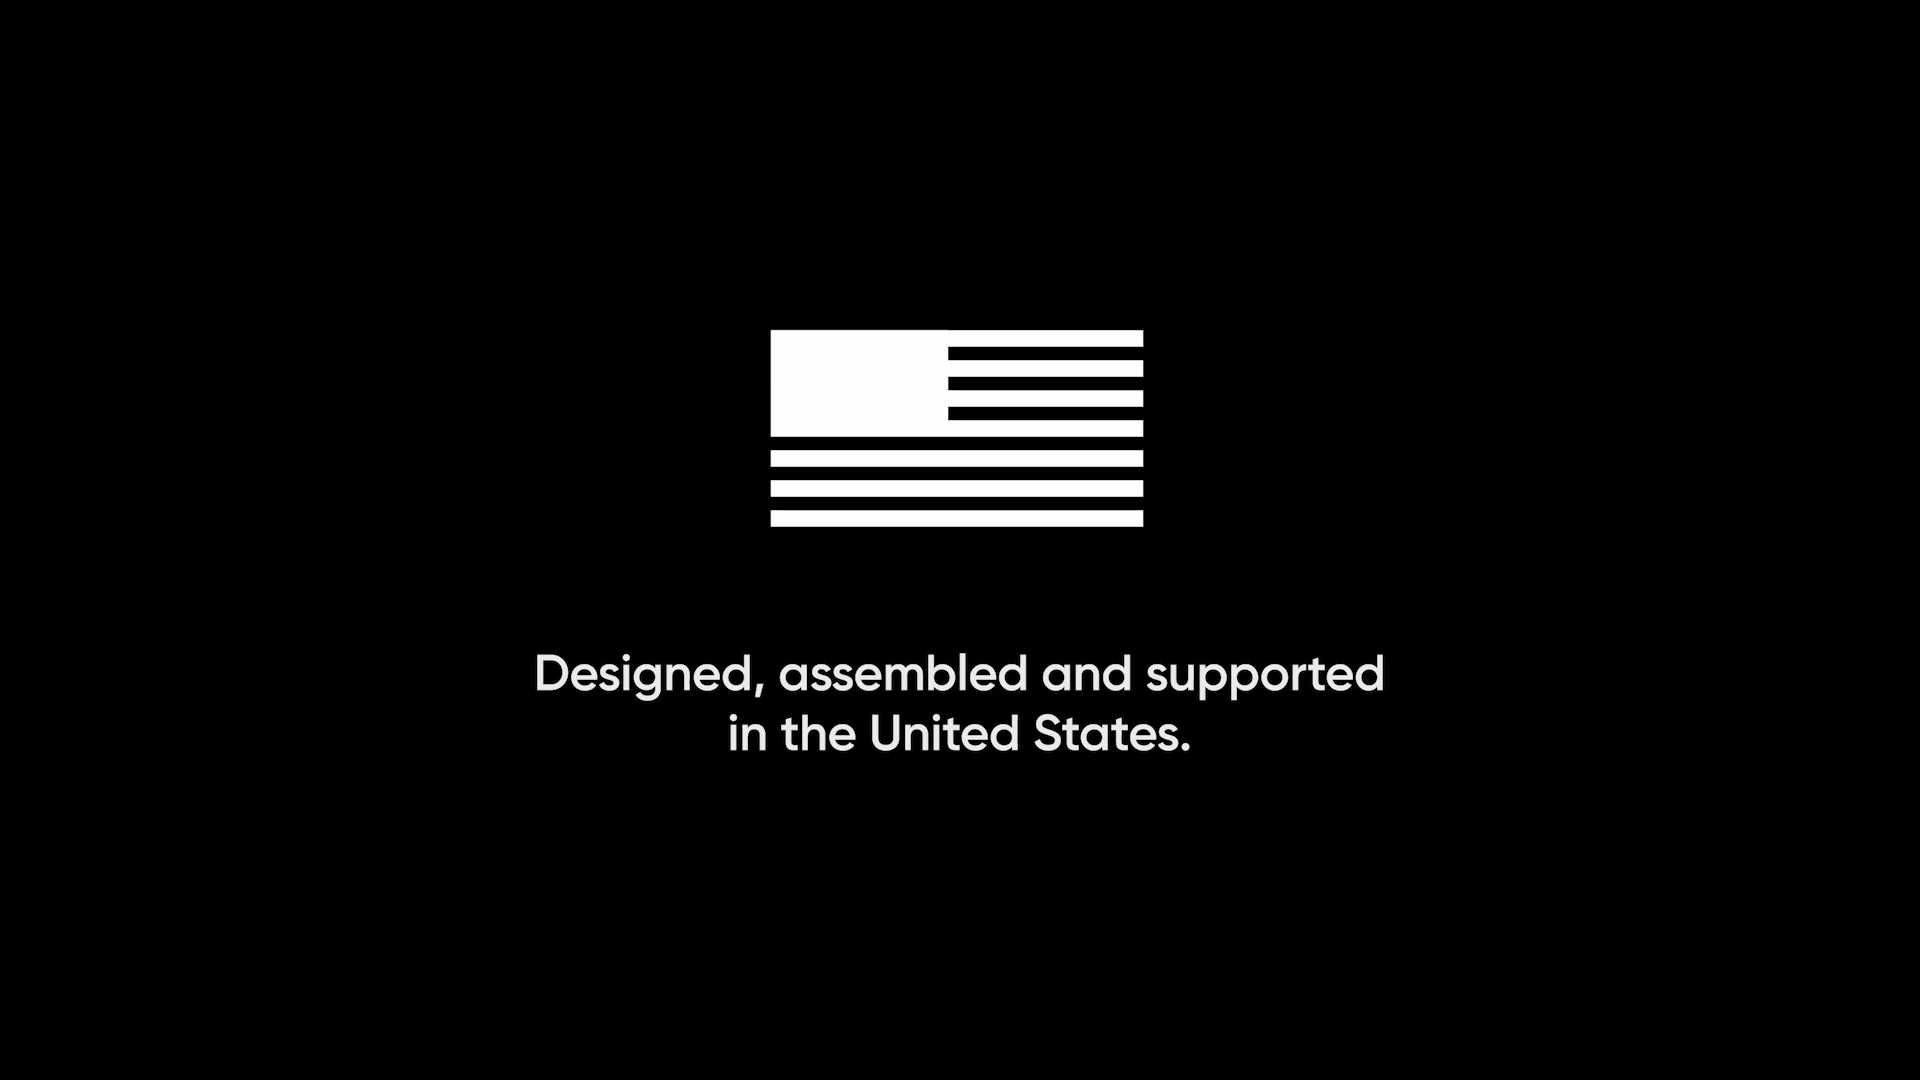 Designed, assembled and supported
in the United States.